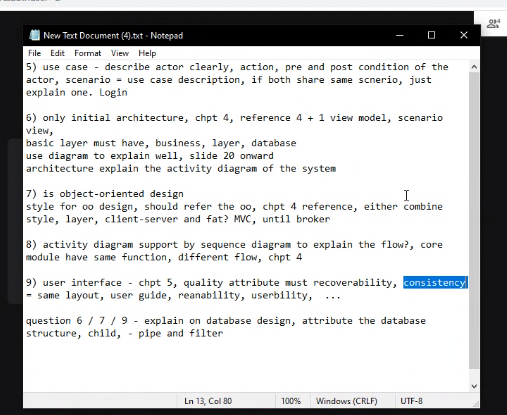 New Text Document (4).txt - Notepad
File Edit Format View Help
5) use case - describe actor clearly, action, pre and post condition of the
actor, scenario = use case description, if both share same scnerio, just
explain one. Login
6) only initial architecture, chpt 4, reference 4 + 1 view model, scenario
view,
basic layer must have, business, layer, database
use diagram to explain well, slide 20 onward
architecture explain the activity diagram of the system
7) is object-oriented design
style for oo design, should refer the oo, chpt 4 reference, either combine
style, layer, client-server and fat? MVC, until broker
8) activity diagram support by sequence diagram to explain the flow?, core
module have same function, different flow, chpt 4
9) user interface - chpt 5, quality attribute must recoverability, consistency
= same layout, user guide, reanability, userbility, ...
question 6 / 7 / 9 - explain on database design, attribute the database
structure, child, - pipe and filter
Ln 13, Col 80 100% Windows (CRLF) UTF-8